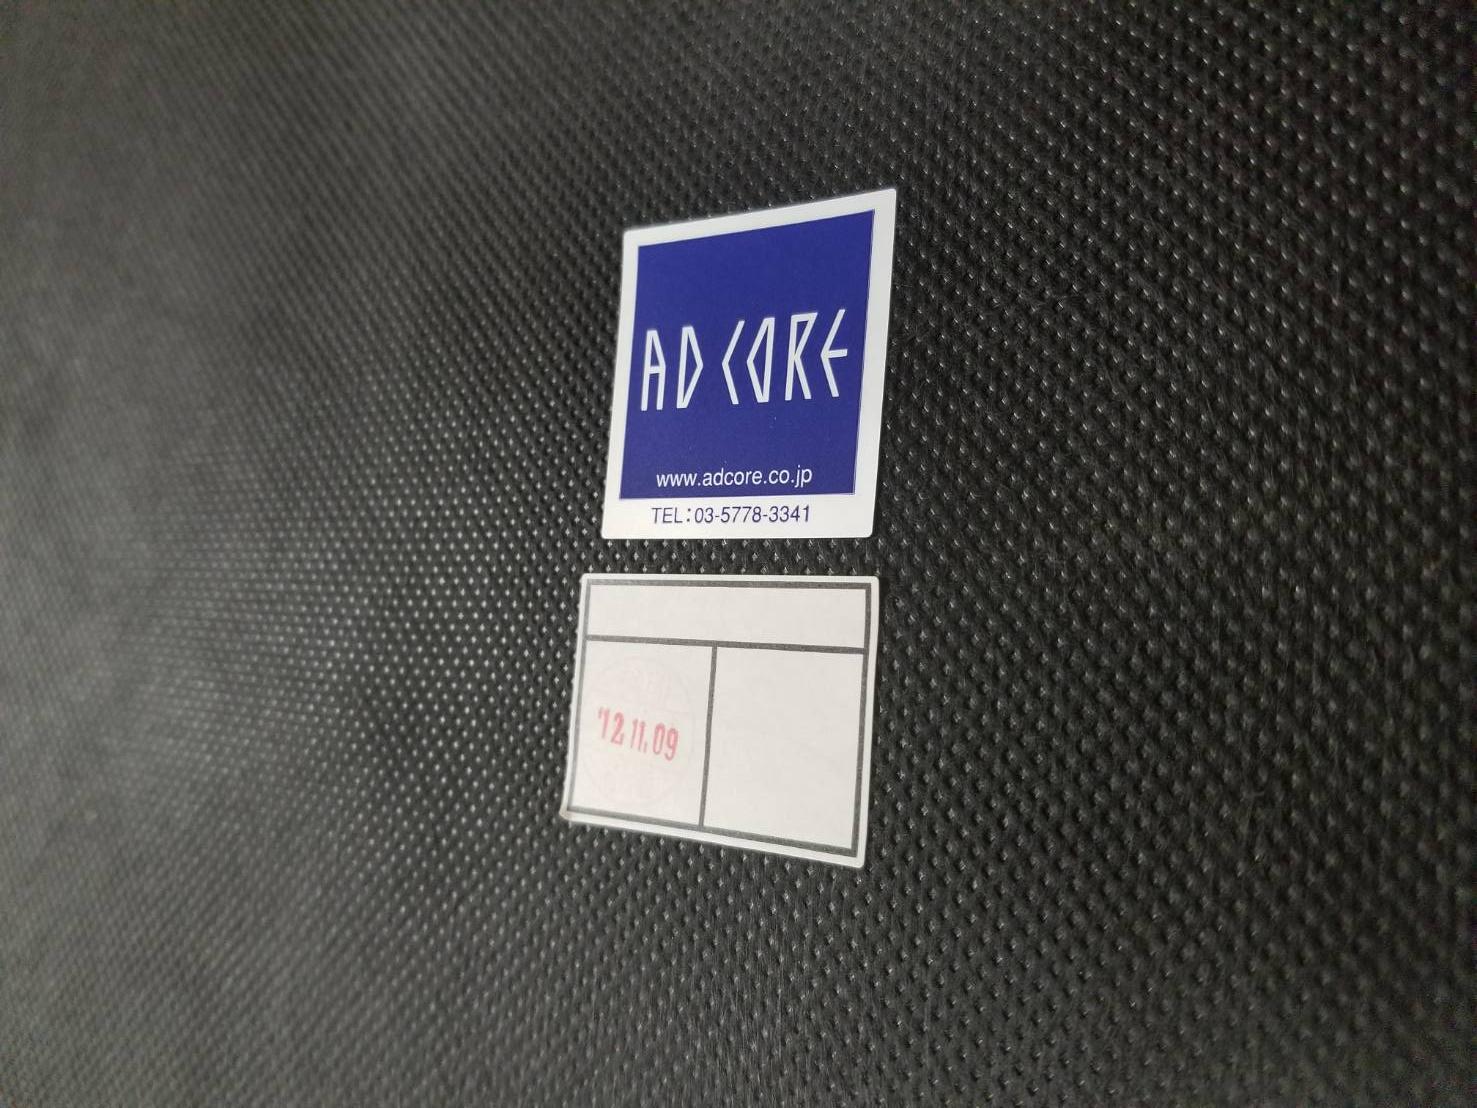 AD CORE
www.adcore.co.jp
TEL：03-5778-3341
'12.11.09